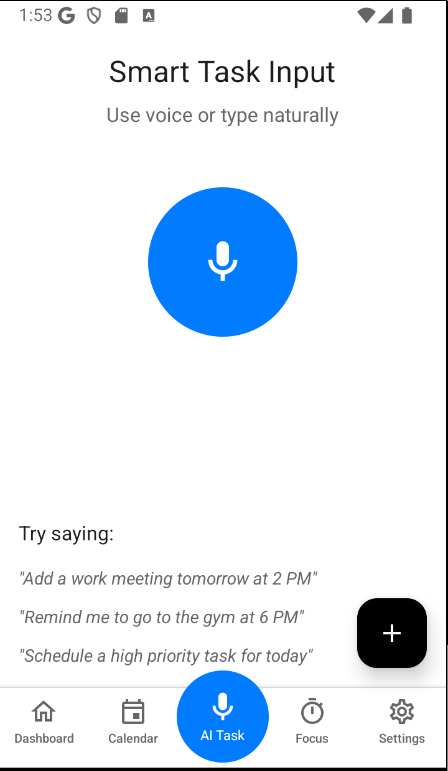 1:53
Smart Task Input
Use voice or type naturally
Try saying:
"Add a work meeting tomorrow at 2 PM"
"Remind me to go to the gym at 6 PM"
"Schedule a high priority task for today"
Dashboard
Calendar
AI Task
Focus
Settings